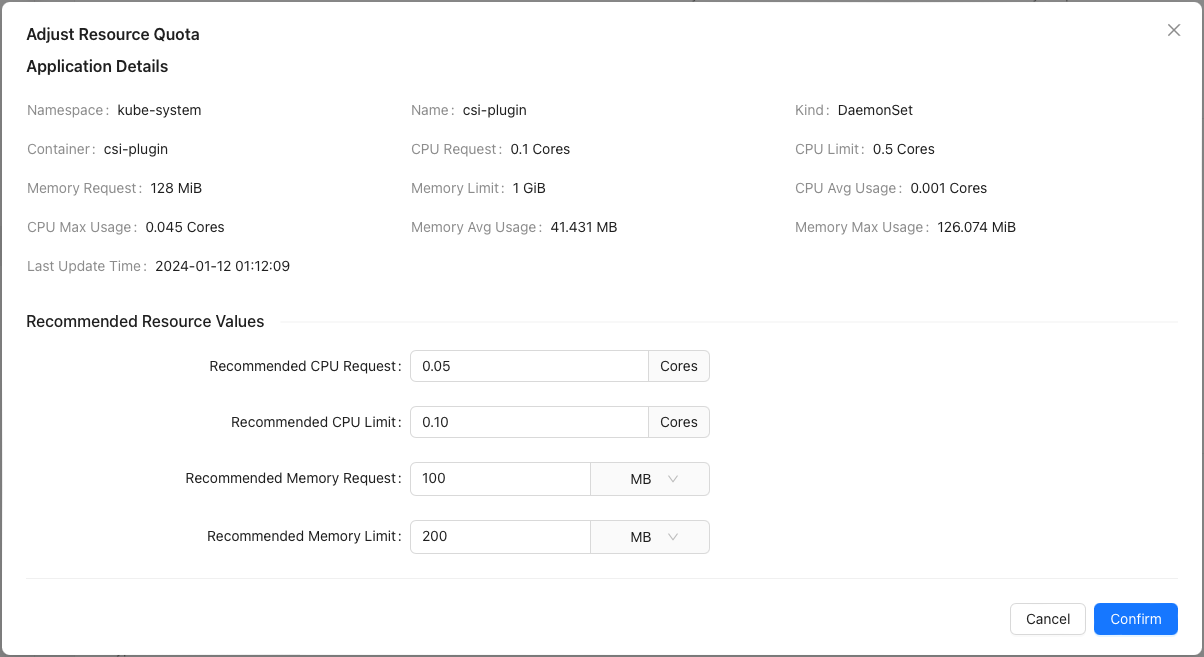 Adjust Resource Quota
Application Details
Namespace: kube-system Name: csi-plugin Kind: DaemonSet
Container: csi-plugin CPU Request: 0.1 Cores CPU Limit: 0.5 Cores
Memory Request: 128 MiB Memory Limit: 1 GiB CPU Avg Usage: 0.001 Cores
CPU Max Usage: 0.045 Cores Memory Avg Usage: 41.431 MB Memory Max Usage: 126.074 MiB
Last Update Time: 2024-01-12 01:12:09
Recommended Resource Values
Recommended CPU Request: 0.05 Cores
Recommended CPU Limit: 0.10 Cores
Recommended Memory Request: 100 MB
Recommended Memory Limit: 200 MB
Cancel Confirm